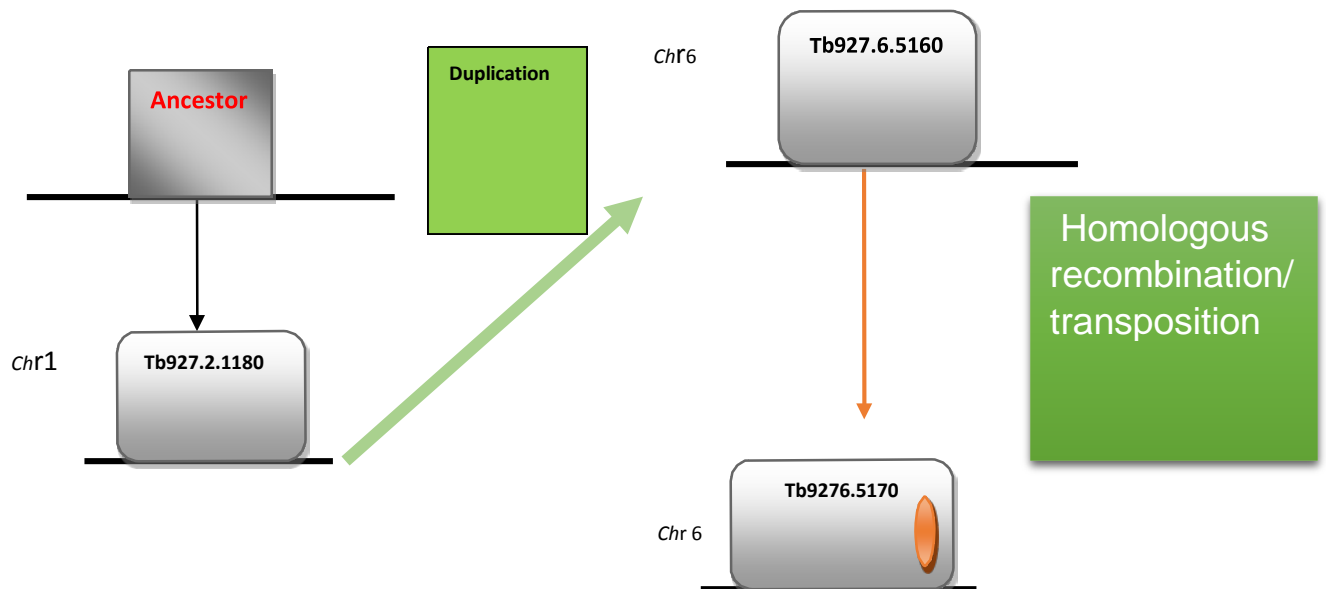 Ancestor
Duplication
Chr1
Tb927.2.1180
Chr6
Tb927.6.5160
Homologous
recombination/
transposition
Chr 6
Tb9276.5170